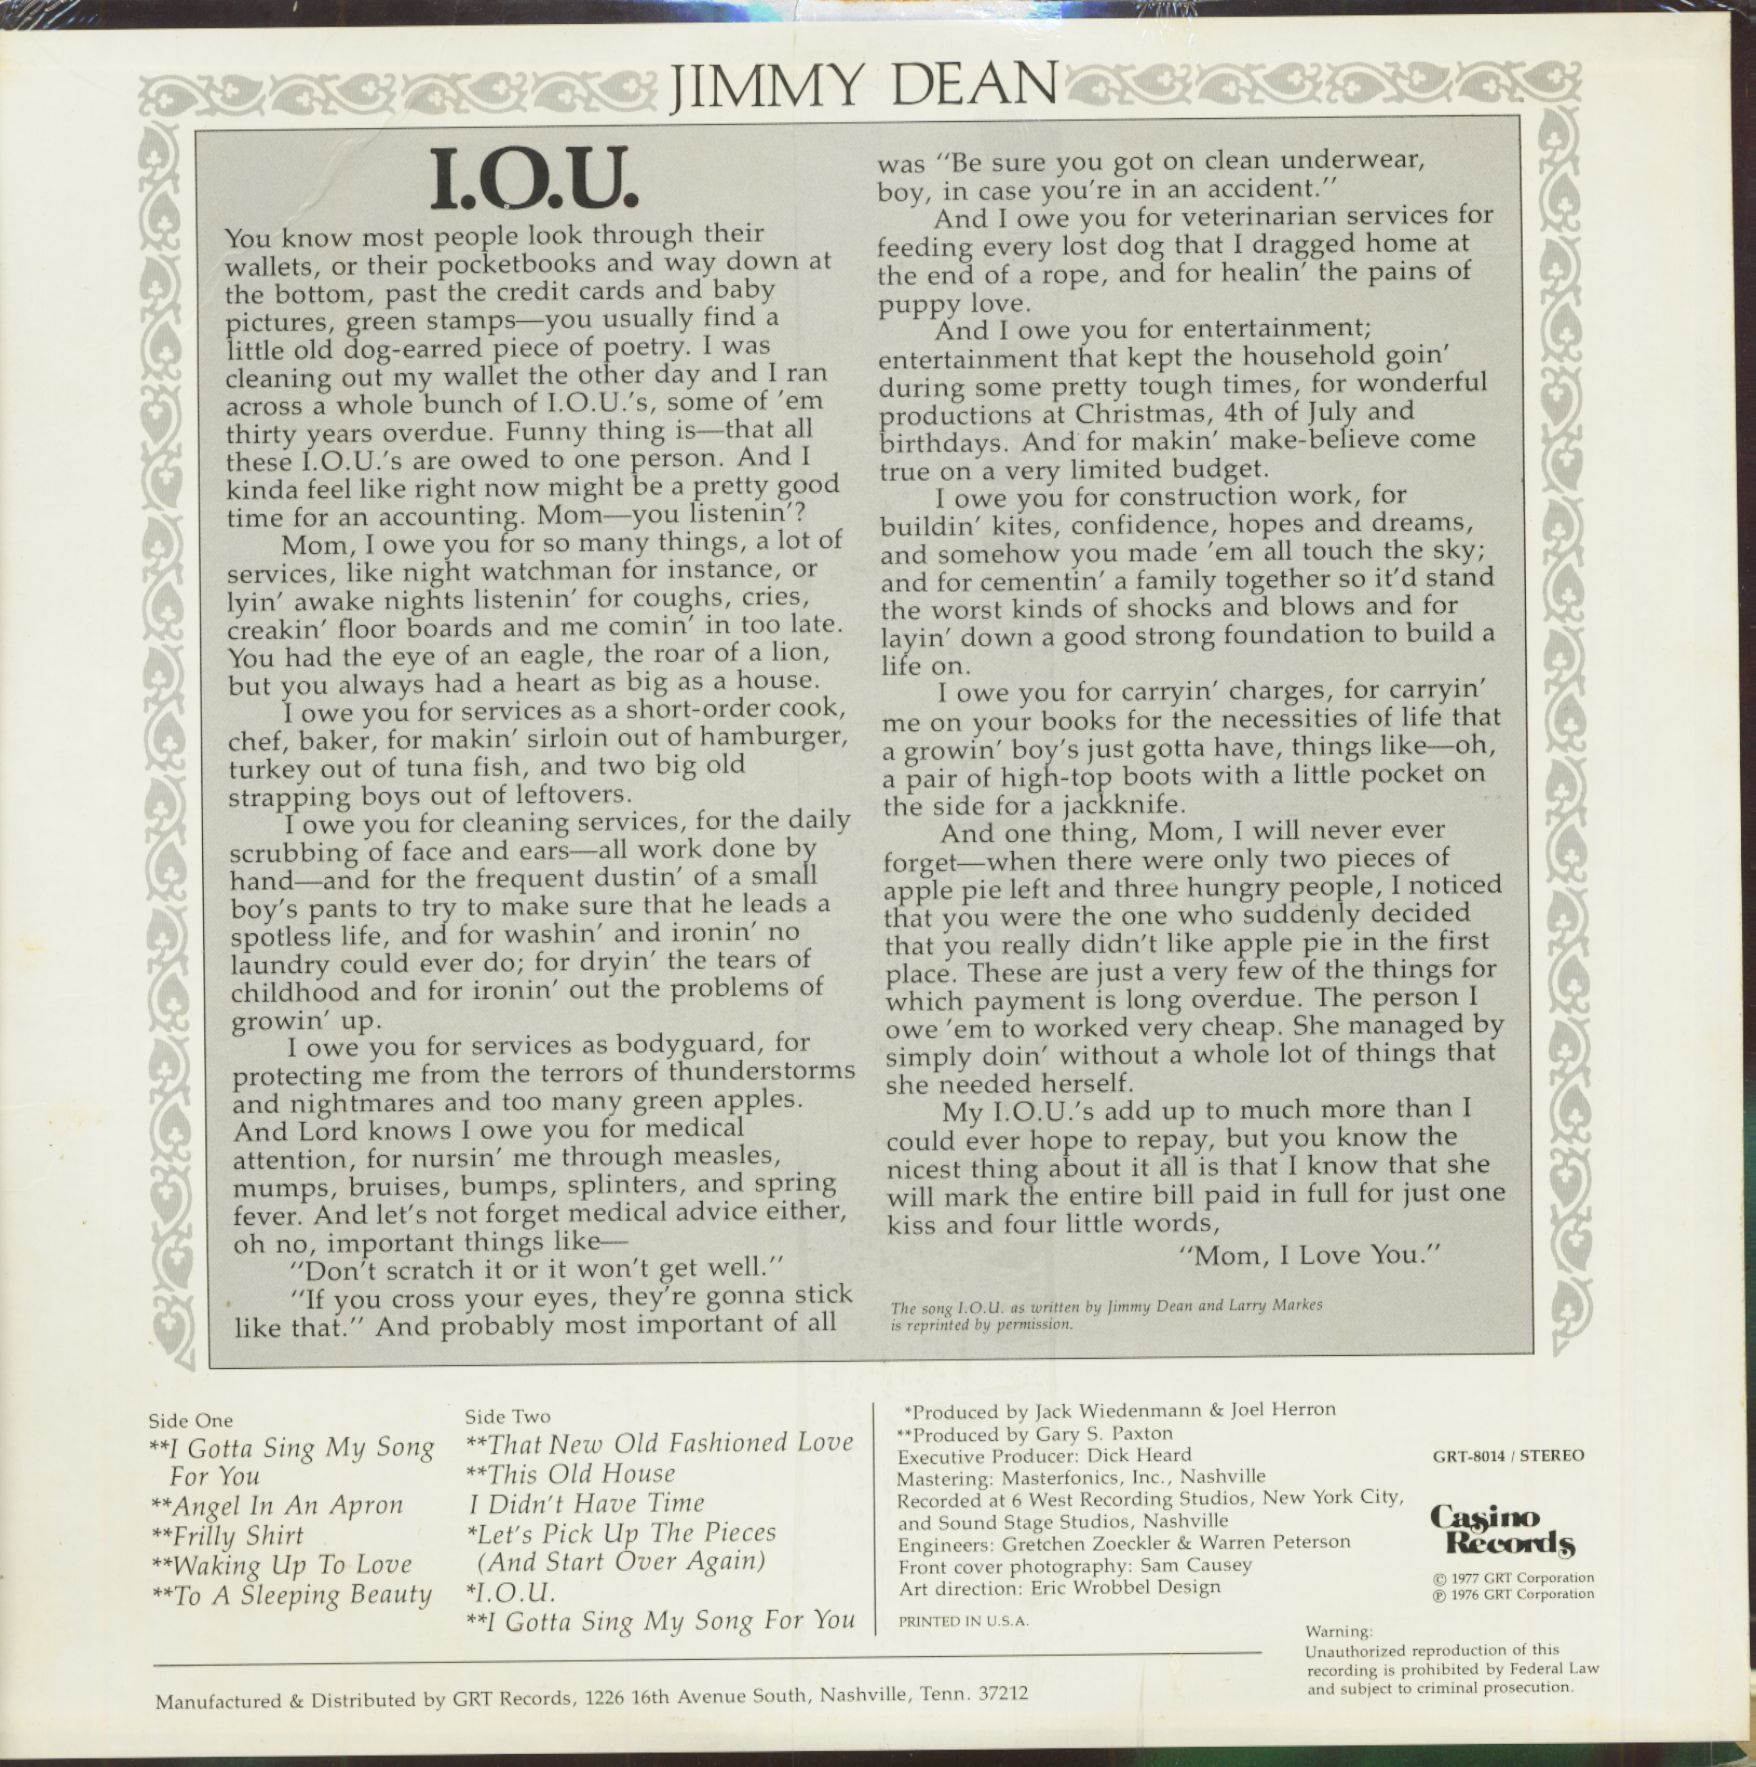 JIMMY DEAN
I.O.U.
You know most people look through their
wallets, or their pocketbooks and way down at
the bottom, past the credit cards and baby
pictures, green stamps—you usually find a
little old dog-earred piece of poetry. I was
cleaning out my wallet the other day and I ran
across a whole bunch of I.O.U.'s, some of 'em
thirty years overdue. Funny thing is—that all
these I.O.U.'s are owed to one person. And I
kinda feel like right now might be a pretty good
time for an accounting. Mom—you listenin'?
Mom, I owe you for so many things, a lot of
services, like night watchman for instance, or
lyin' awake nights listenin' for coughs, cries,
creakin' floor boards and me comin' in too late.
You had the eye of an eagle, the roar of a lion,
but you always had a heart as big as a house.
I owe you for services as a short-order cook,
chef, baker, for makin' sirloin out of hamburger,
turkey out of tuna fish, and two big old
strapping boys out of leftovers.
I owe you for cleaning services, for the daily
scrubbing of face and ears—all work done by
hand—and for the frequent dustin' of a small
boy's pants to try to make sure that he leads a
spotless life, and for washin' and ironin' no
laundry could ever do; for dryin' the tears of
childhood and for ironin' out the problems of
growin' up.
I owe you for services as bodyguard, for
protecting me from the terrors of thunderstorms
and nightmares and too many green apples.
And Lord knows I owe you for medical
attention, for nursin' me through measles,
mumps, bruises, bumps, splinters, and spring
fever. And let's not forget medical advice either,
oh no, important things like—
"Don't scratch it or it won't get well."
"If you cross your eyes, they're gonna stick
like that." And probably most important of all
was "Be sure you got on clean underwear,
boy, in case you're in an accident."
And I owe you for veterinarian services for
feeding every lost dog that I dragged home at
the end of a rope, and for healin' the pains of
puppy love.
And I owe you for entertainment;
entertainment that kept the household goin'
during some pretty tough times, for wonderful
productions at Christmas, 4th of July and
birthdays. And for makin' make-believe come
true on a very limited budget.
I owe you for construction work, for
buildin' kites, confidence, hopes and dreams,
and somehow you made 'em all touch the sky;
and for cementin' a family together so it'd stand
the worst kinds of shocks and blows and for
layin' down a good strong foundation to build a
life on.
I owe you for carryin' charges, for carryin'
me on your books for the necessities of life that
a growin' boy's just gotta have, things like—oh,
a pair of high-top boots with a little pocket on
the side for a jackknife.
And one thing, Mom, I will never ever
forget—when there were only two pieces of
apple pie left and three hungry people, I noticed
that you were the one who suddenly decided
that you really didn't like apple pie in the first
place. These are just a very few of the things for
which payment is long overdue. The person I
owe 'em to worked very cheap. She managed by
simply doin' without a whole lot of things that
she needed herself.
My I.O.U.'s add up to much more than I
could ever hope to repay, but you know the
nicest thing about it all is that I know that she
will mark the entire bill paid in full for just one
kiss and four little words,
"Mom, I Love You."
The song I.O.U. as written by Jimmy Dean and Larry Markes
is reprinted by permission.
Side One
**I Gotta Sing My Song
For You
**Angel In An Apron
**Frilly Shirt
**Waking Up To Love
**To A Sleeping Beauty
Side Two
**That New Old Fashioned Love
**This Old House
I Didn't Have Time
*Let's Pick Up The Pieces
(And Start Over Again)
*I.O.U.
**I Gotta Sing My Song For You
*Produced by Jack Wiedenmann & Joel Herron
**Produced by Gary S. Paxton
Executive Producer: Dick Heard
Mastering: Masterfonics, Inc., Nashville
Recorded at 6 West Recording Studios, New York City,
and Sound Stage Studios, Nashville
Engineers: Gretchen Zoeckler & Warren Peterson
Front cover photography: Sam Causey
Art direction: Eric Wrobbel Design
PRINTED IN U.S.A.
GRT-8014 / STEREO
Casino
Records
© 1977 GRT Corporation
℗ 1976 GRT Corporation
Warning:
Unauthorized reproduction of this
recording is prohibited by Federal Law
and subject to criminal prosecution.
Manufactured & Distributed by GRT Records, 1226 16th Avenue South, Nashville, Tenn. 37212